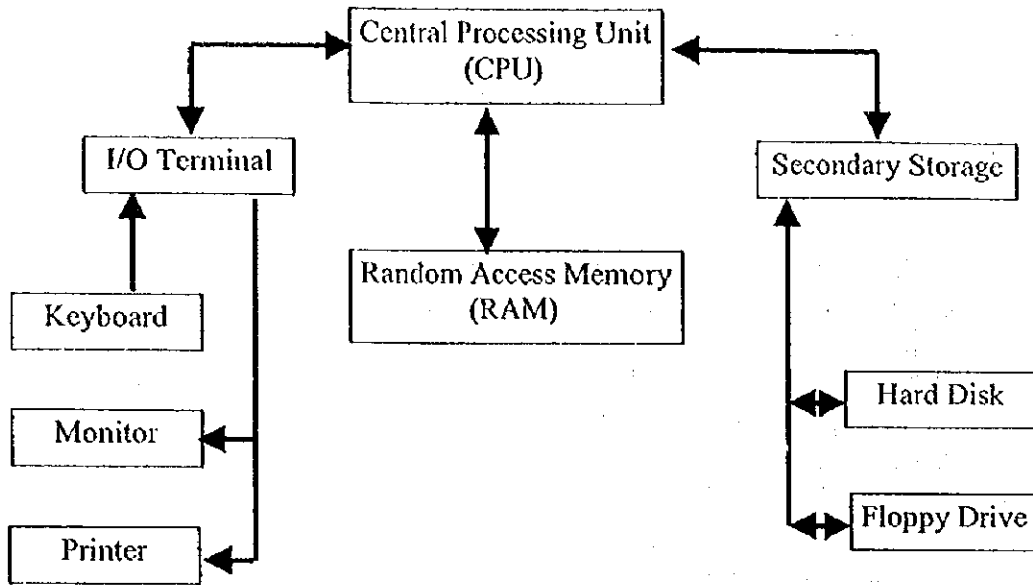 Central Processing Unit
(CPU)
I/O Terminal
Secondary Storage
Random Access Memory
(RAM)
Keyboard
Hard Disk
Monitor
Floppy Drive
Printer